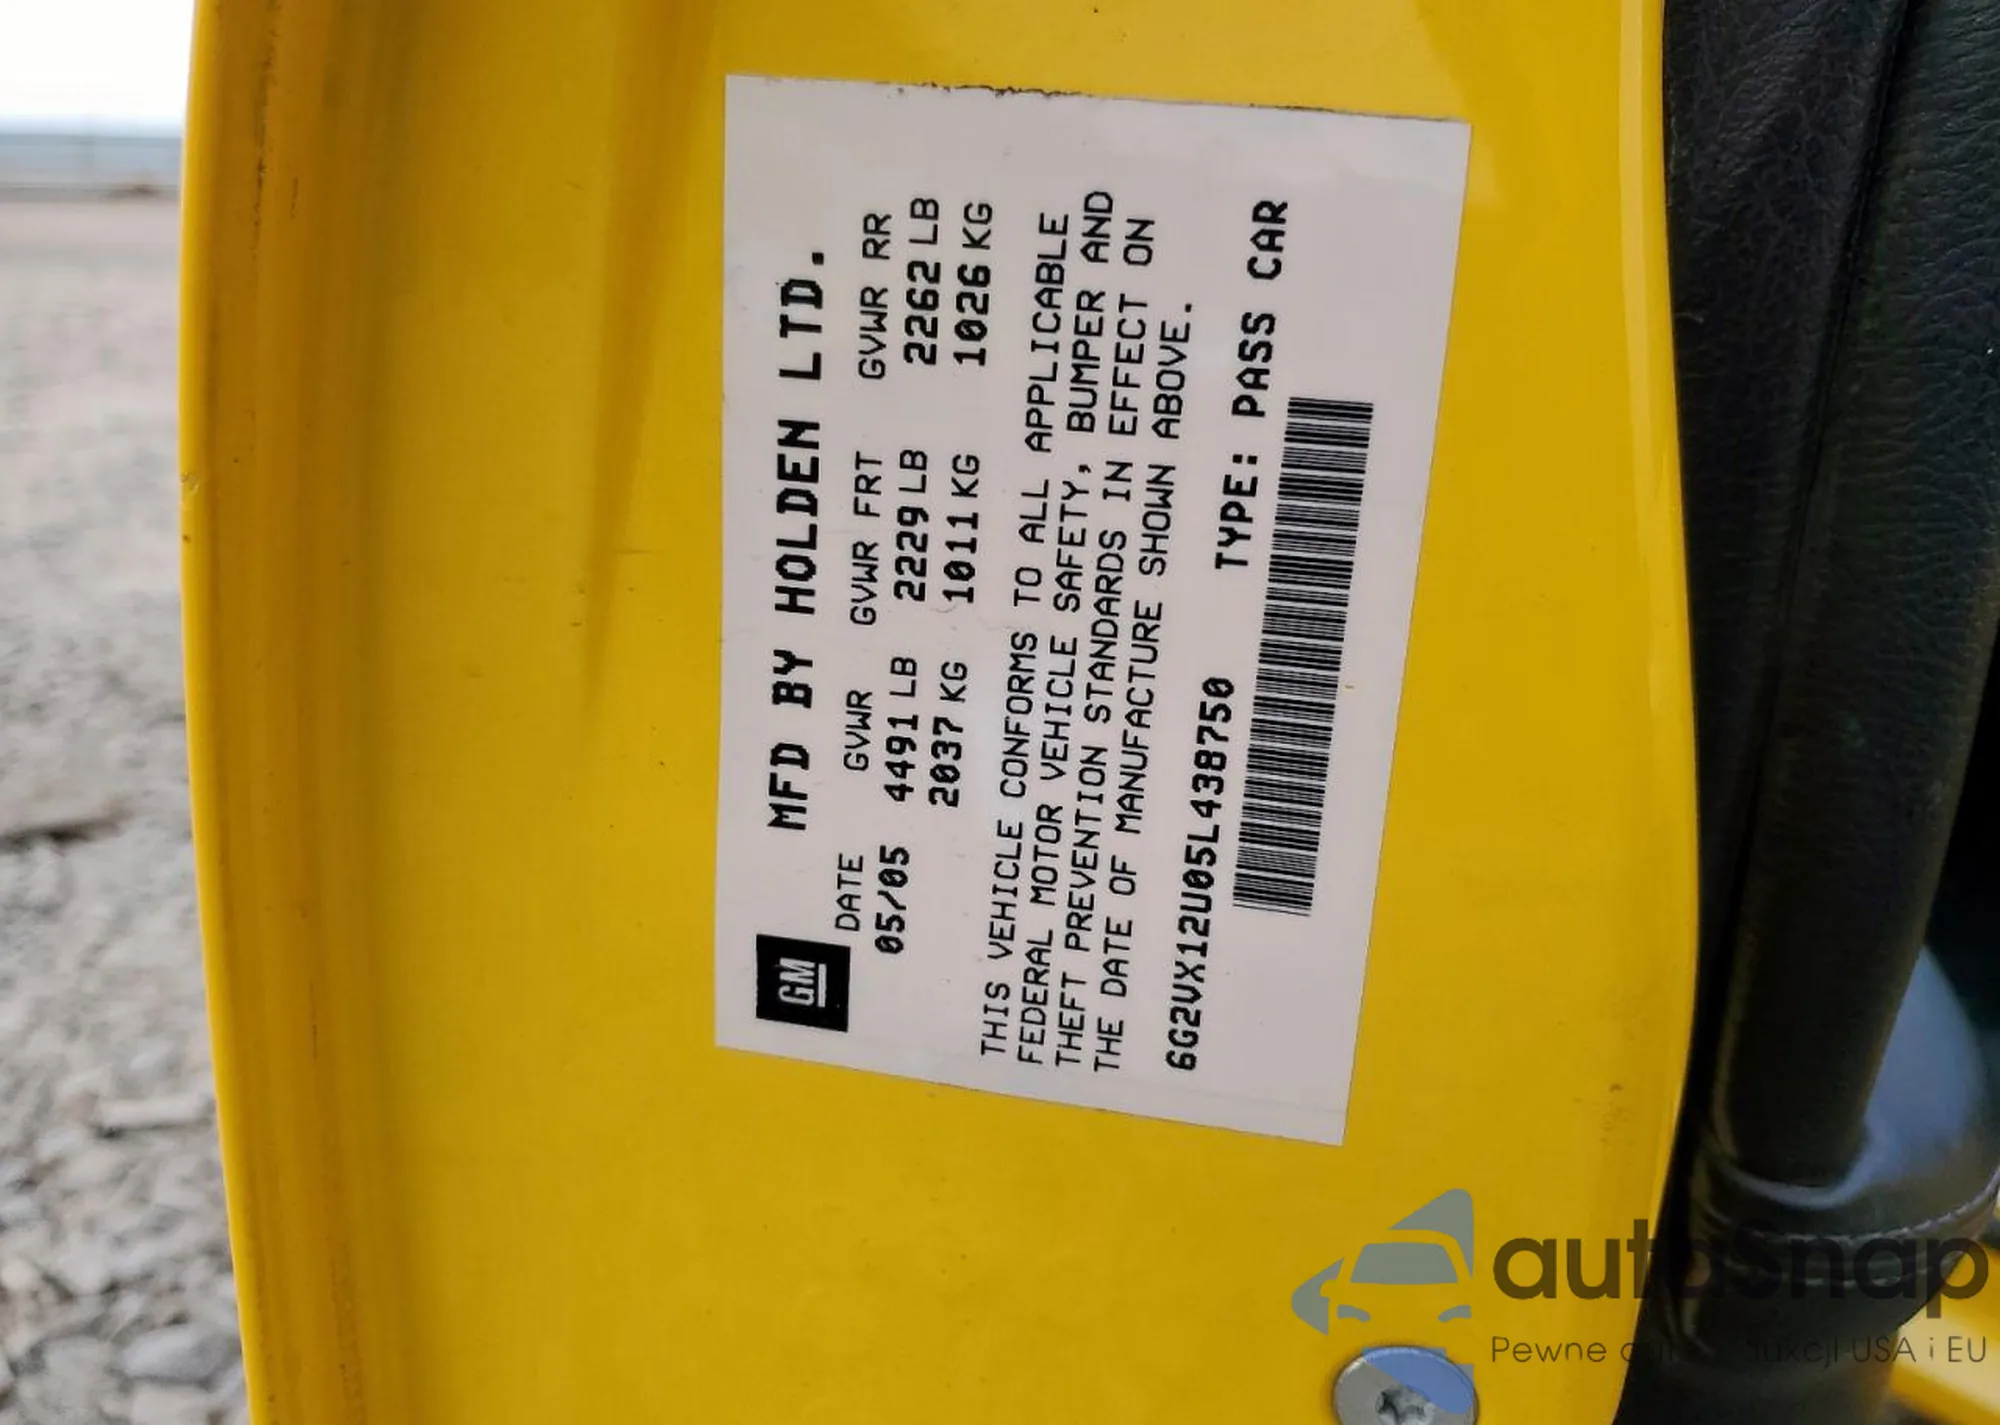 GM
MFD BY HOLDEN LTD.
DATE GVWR GVWR FRT GVWR RR
05/05 4491 LB 2229 LB 2262 LB
2037 KG 1011 KG 1026 KG
THIS VEHICLE CONFORMS TO ALL APPLICABLE
FEDERAL MOTOR VEHICLE SAFETY, BUMPER AND
THEFT PREVENTION STANDARDS IN EFFECT ON
THE DATE OF MANUFACTURE SHOWN ABOVE.
6G2VX12U05L438750 TYPE: PASS CAR
autosnap
Pewne USA i EU